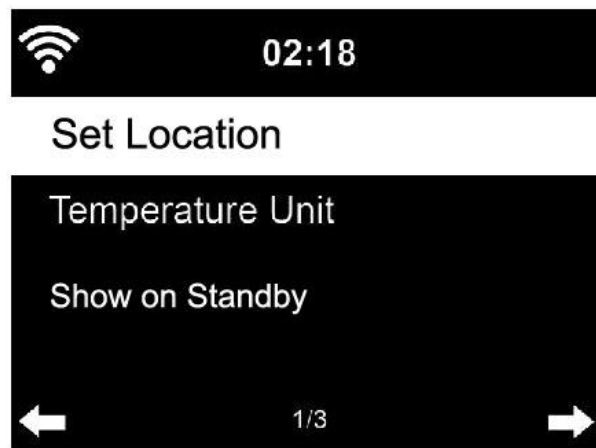 02:18
Set Location
Temperature Unit
Show on Standby
1/3